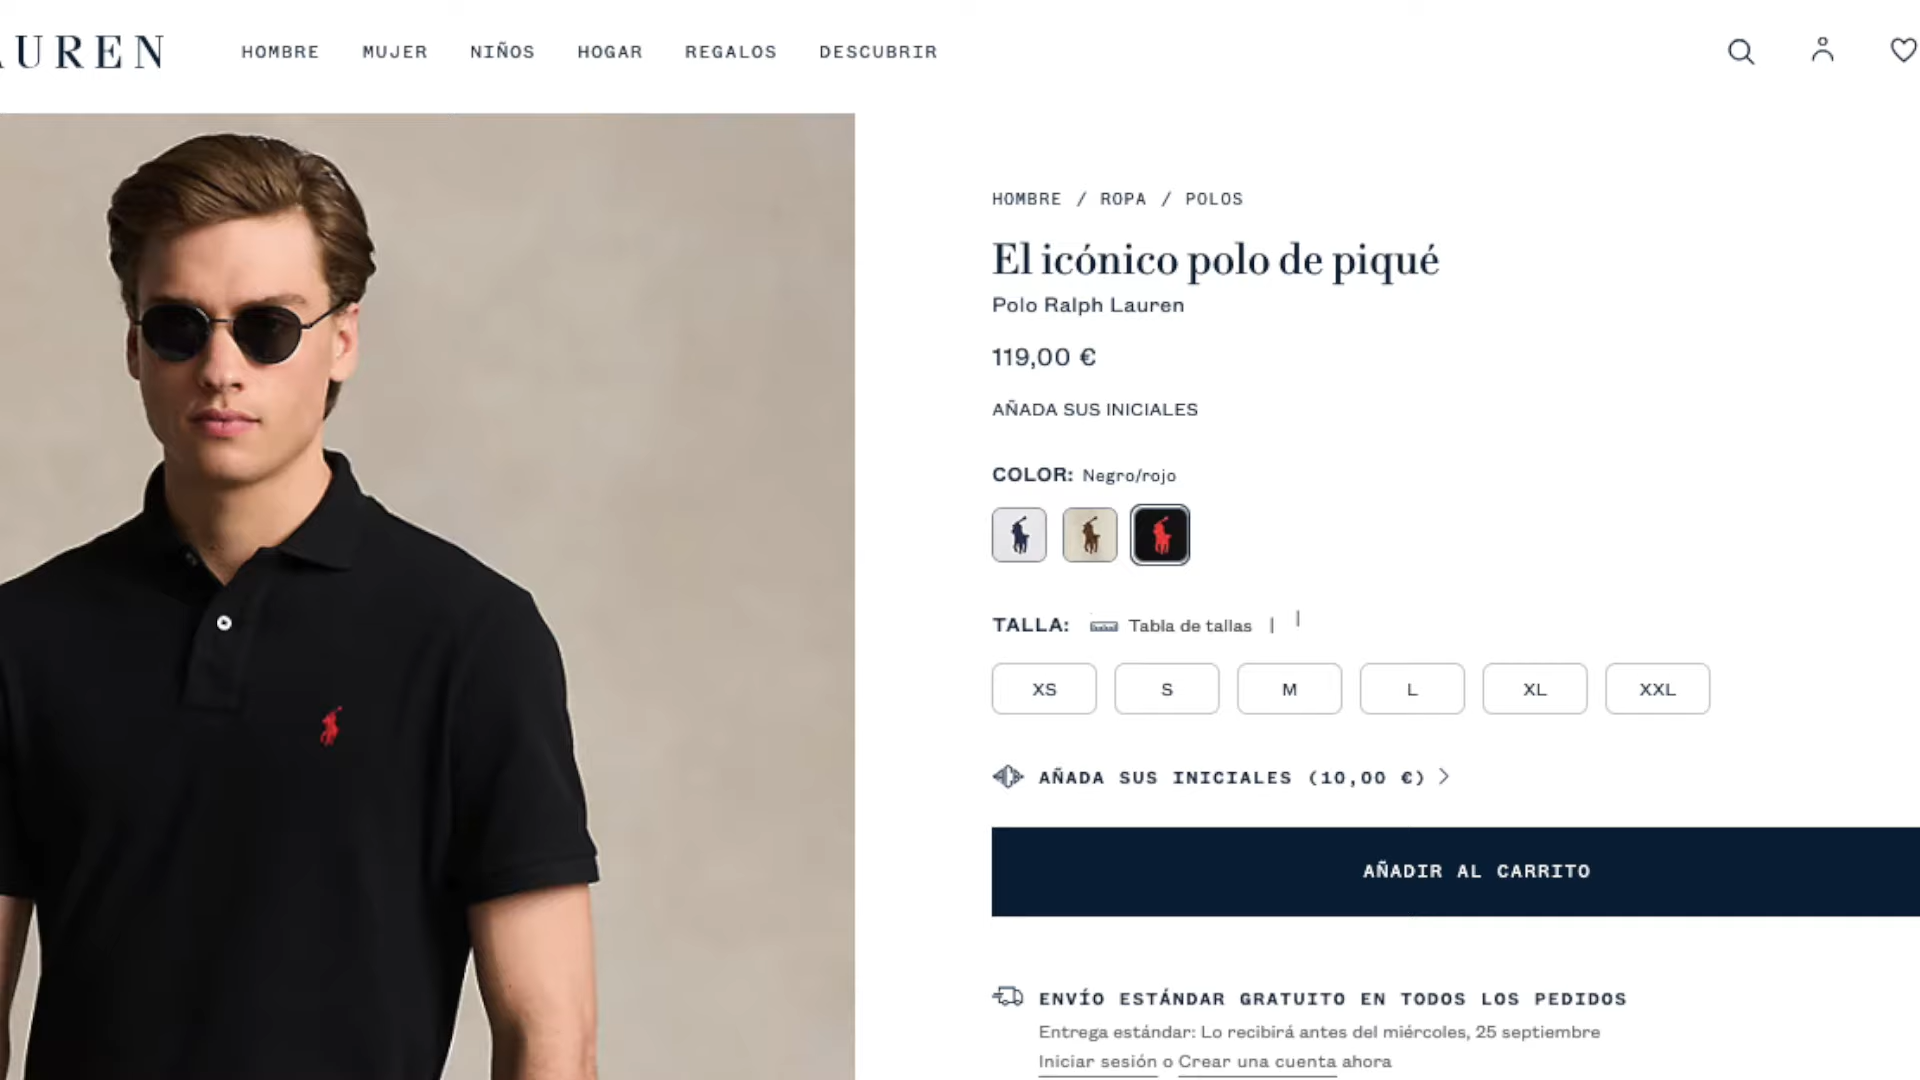 UREN
HOMBRE MUJER NIÑOS HOGAR REGALOS DESCUBRIR
HOMBRE / ROPA / POLOS
El icónico polo de piqué
Polo Ralph Lauren
119,00 €
AÑADA SUS INICIALES
COLOR: Negro/rojo
TALLA: Tabla de tallas |
XS S M L XL XXL
AÑADA SUS INICIALES (10,00 €)
AÑADIR AL CARRITO
ENVÍO ESTÁNDAR GRATUITO EN TODOS LOS PEDIDOS
Entrega estándar: Lo recibirá antes del miércoles, 25 septiembre
Iniciar sesión o Crear una cuenta ahora